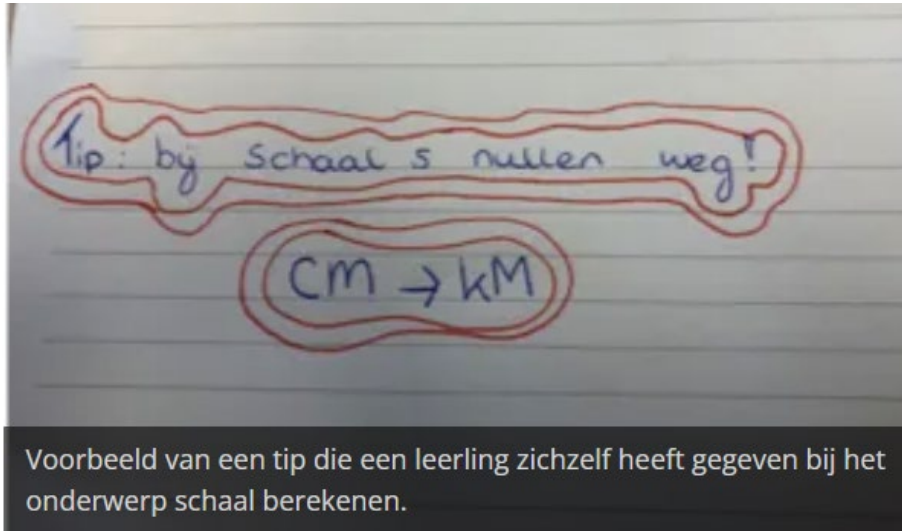 Tip: bij schaal 5 nullen weg!
cm → km
Voorbeeld van een tip die een leerling zichzelf heeft gegeven bij het
onderwerp schaal berekenen.